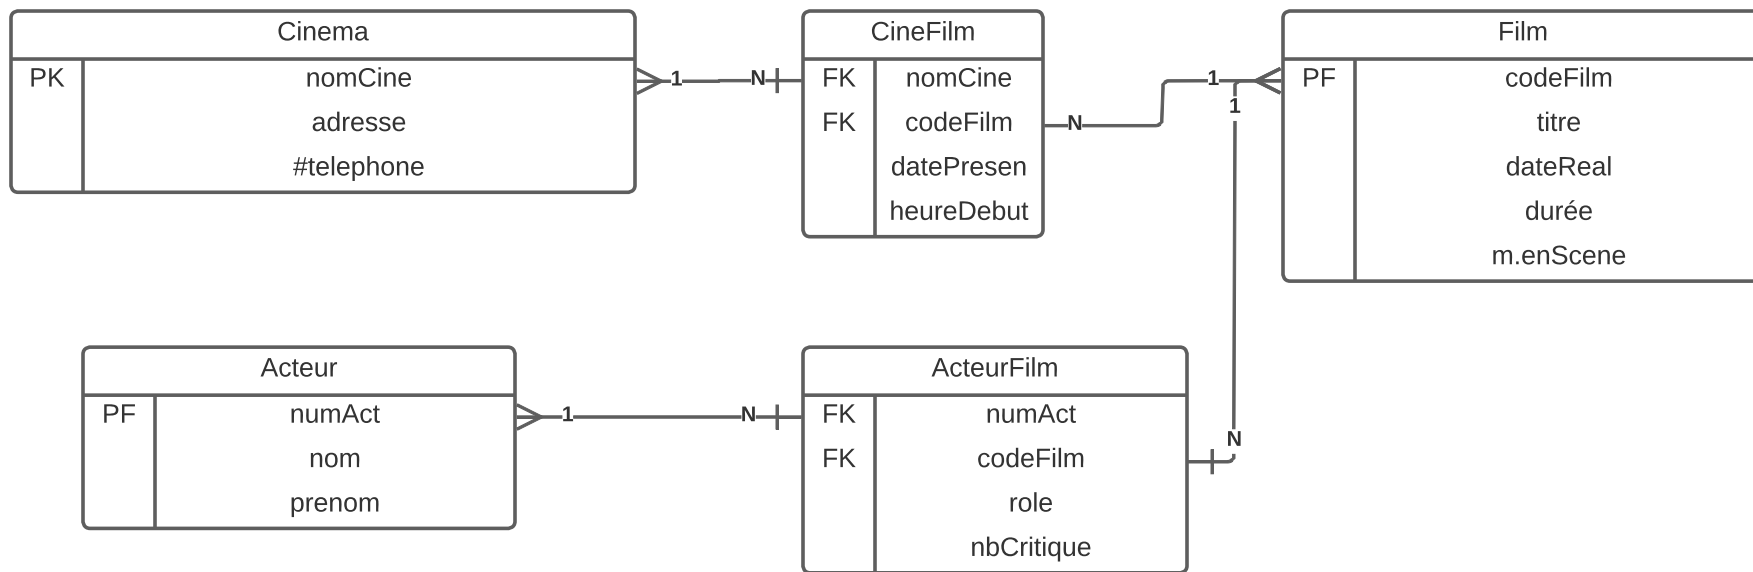 Cinema
PK nomCine
adresse
#telephone
1 N
CineFilm
FK nomCine
FK codeFilm
datePresen
heureDebut
N 1
1
N
Film
PF codeFilm
titre
dateReal
durée
m.enScene
Acteur
PF numAct
nom
prenom
1 N
ActeurFilm
FK numAct
FK codeFilm
role
nbCritique